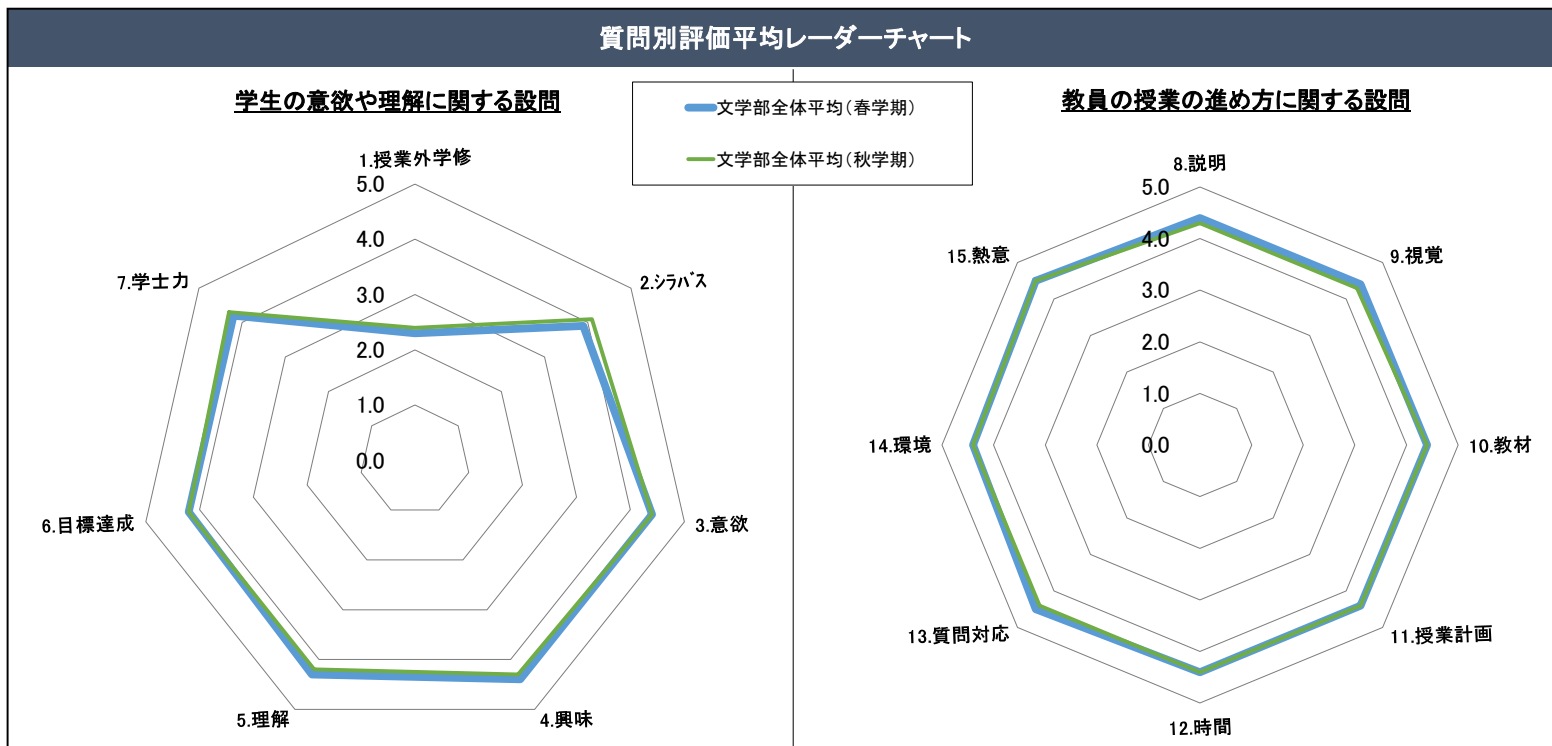 質問別評価平均レーダーチャート
学生の意欲や理解に関する設問
文学部全体平均（春学期）
文学部全体平均（秋学期）
教員の授業の進め方に関する設問
1.授業外学修
5.0
4.0
3.0
2.0
1.0
0.0
2.ｼﾗﾊﾞｽ
3.意欲
4.興味
5.理解
6.目標達成
7.学士力
8.説明
5.0
4.0
3.0
2.0
1.0
0.0
9.視覚
10.教材
11.授業計画
12.時間
13.質問対応
14.環境
15.熱意